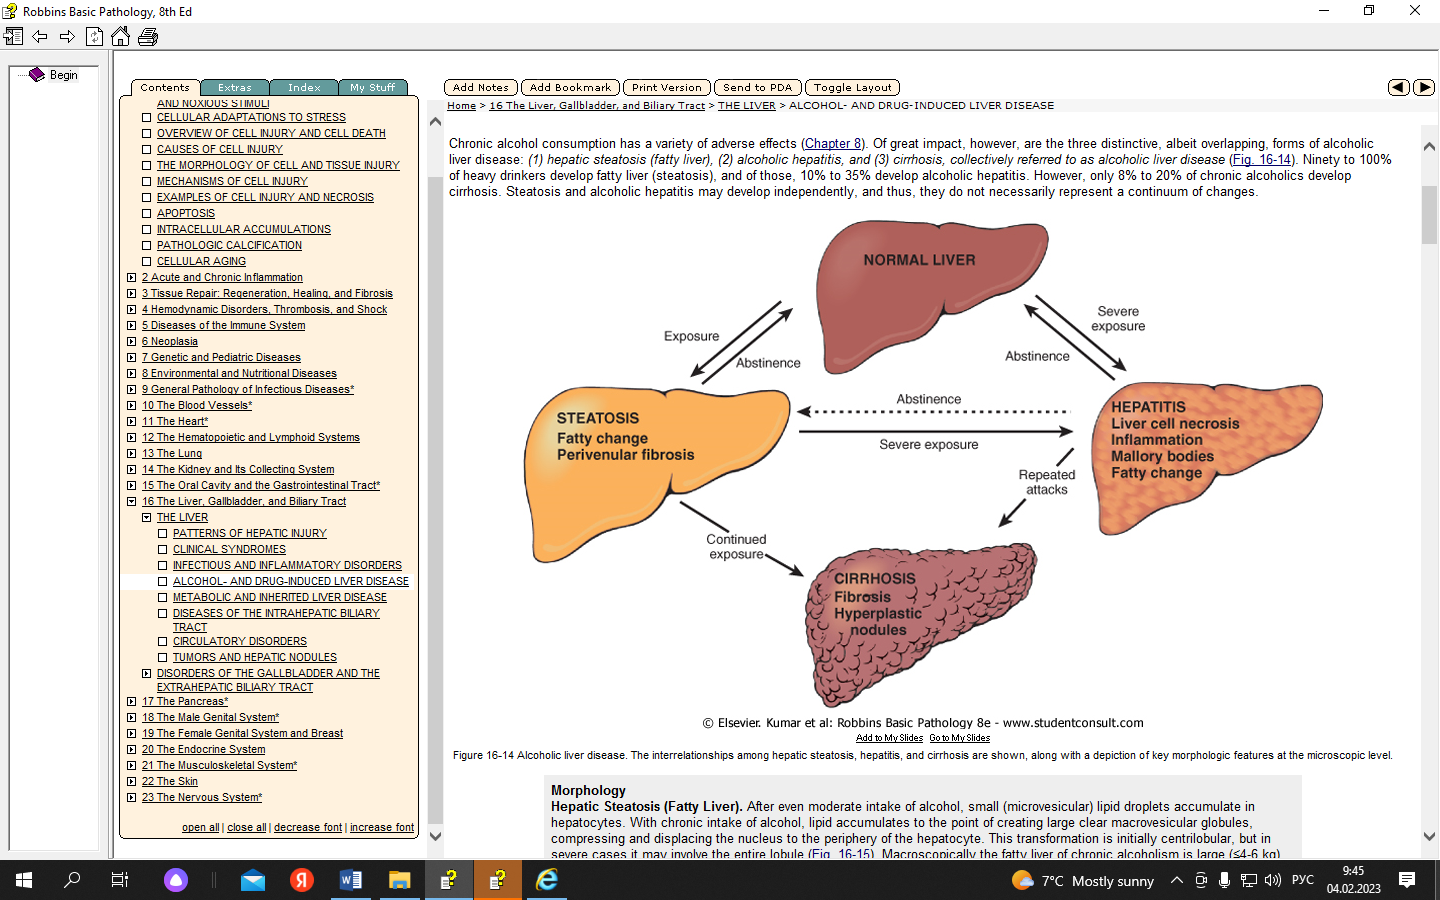 Robbins Basic Pathology, 8th Ed
Begin
Contents
Extras
Index
My Stuff
AND NOXIOUS STIMULI
CELLULAR ADAPTATIONS TO STRESS
OVERVIEW OF CELL INJURY AND CELL DEATH
CAUSES OF CELL INJURY
THE MORPHOLOGY OF CELL AND TISSUE INJURY
MECHANISMS OF CELL INJURY
EXAMPLES OF CELL INJURY AND NECROSIS
APOPTOSIS
INTRACELLULAR ACCUMULATIONS
PATHOLOGIC CALCIFICATION
CELLULAR AGING
2 Acute and Chronic Inflammation
3 Tissue Repair: Regeneration, Healing, and Fibrosis
4 Hemodynamic Disorders, Thrombosis, and Shock
5 Diseases of the Immune System
6 Neoplasia
7 Genetic and Pediatric Diseases
8 Environmental and Nutritional Diseases
9 General Pathology of Infectious Diseases*
10 The Blood Vessels*
11 The Heart*
12 The Hematopoietic and Lymphoid Systems
13 The Lung
14 The Kidney and Its Collecting System
15 The Oral Cavity and the Gastrointestinal Tract*
16 The Liver, Gallbladder, and Biliary Tract
THE LIVER
PATTERNS OF HEPATIC INJURY
CLINICAL SYNDROMES
INFECTIOUS AND INFLAMMATORY DISORDERS
ALCOHOL- AND DRUG-INDUCED LIVER DISEASE
METABOLIC AND INHERITED LIVER DISEASE
DISEASES OF THE INTRAHEPATIC BILIARY
TRACT
CIRCULATORY DISORDERS
TUMORS AND HEPATIC NODULES
DISORDERS OF THE GALLBLADDER AND THE
EXTRAHEPATIC BILIARY TRACT
17 The Pancreas*
18 The Male Genital System*
19 The Female Genital System and Breast
20 The Endocrine System
21 The Musculoskeletal System*
22 The Skin
23 The Nervous System*
open all | close all | decrease font | increase font
Add Notes
Add Bookmark
Print Version
Send to PDA
Toggle Layout
Home > 16 The Liver, Gallbladder, and Biliary Tract > THE LIVER > ALCOHOL- AND DRUG-INDUCED LIVER DISEASE
Chronic alcohol consumption has a variety of adverse effects (Chapter 8). Of great impact, however, are the three distinctive, albeit overlapping, forms of alcoholic
liver disease: (1) hepatic steatosis (fatty liver), (2) alcoholic hepatitis, and (3) cirrhosis, collectively referred to as alcoholic liver disease (Fig. 16-14). Ninety to 100%
of heavy drinkers develop fatty liver (steatosis), and of those, 10% to 35% develop alcoholic hepatitis. However, only 8% to 20% of chronic alcoholics develop
cirrhosis. Steatosis and alcoholic hepatitis may develop independently, and thus, they do not necessarily represent a continuum of changes.
NORMAL LIVER
Exposure
Abstinence
Severe
exposure
Abstinence
STEATOSIS
Fatty change
Perivenular fibrosis
Abstinence
Severe exposure
HEPATITIS
Liver cell necrosis
Inflammation
Mallory bodies
Fatty change
Repeated
attacks
Continued
exposure
CIRRHOSIS
Fibrosis
Hyperplastic
nodules
© Elsevier. Kumar et al: Robbins Basic Pathology 8e - www.studentconsult.com
Add to My Slides Go to My Slides
Figure 16-14 Alcoholic liver disease. The interrelationships among hepatic steatosis, hepatitis, and cirrhosis are shown, along with a depiction of key morphologic features at the microscopic level.
Morphology
Hepatic Steatosis (Fatty Liver). After even moderate intake of alcohol, small (microvesicular) lipid droplets accumulate in
hepatocytes. With chronic intake of alcohol, lipid accumulates to the point of creating large clear macrovesicular globules,
compressing and displacing the nucleus to the periphery of the hepatocyte. This transformation is initially centrilobular, but in
severe cases it may involve the entire lobule (Fig. 16-15). Macroscopically the fatty liver of chronic alcoholism is large (≤4-6 kg)
7°C Mostly sunny
РУС
9:45
04.02.2023